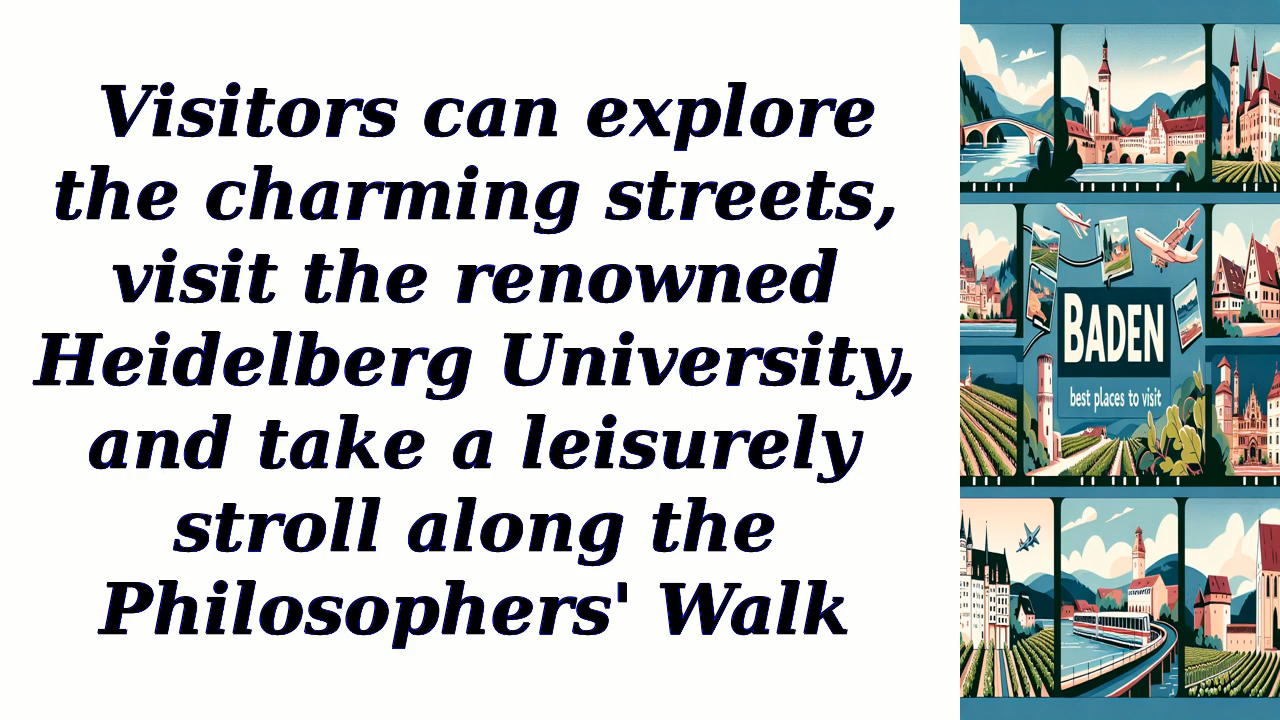 Visitors can explore
the charming streets,
visit the renowned
Heidelberg University,
and take a leisurely
stroll along the
Philosophers' Walk
BADEN
best places to visit